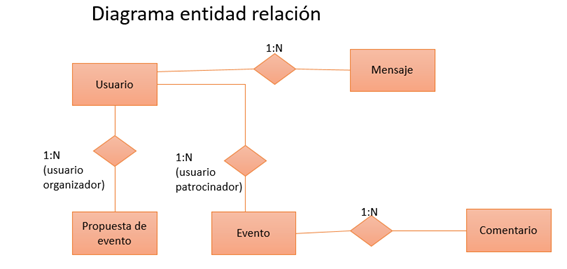 Diagrama entidad relación
1:N
Usuario
Mensaje
1:N
(usuario
organizador)
1:N
(usuario
patrocinador)
1:N
Propuesta de
evento
Evento
Comentario